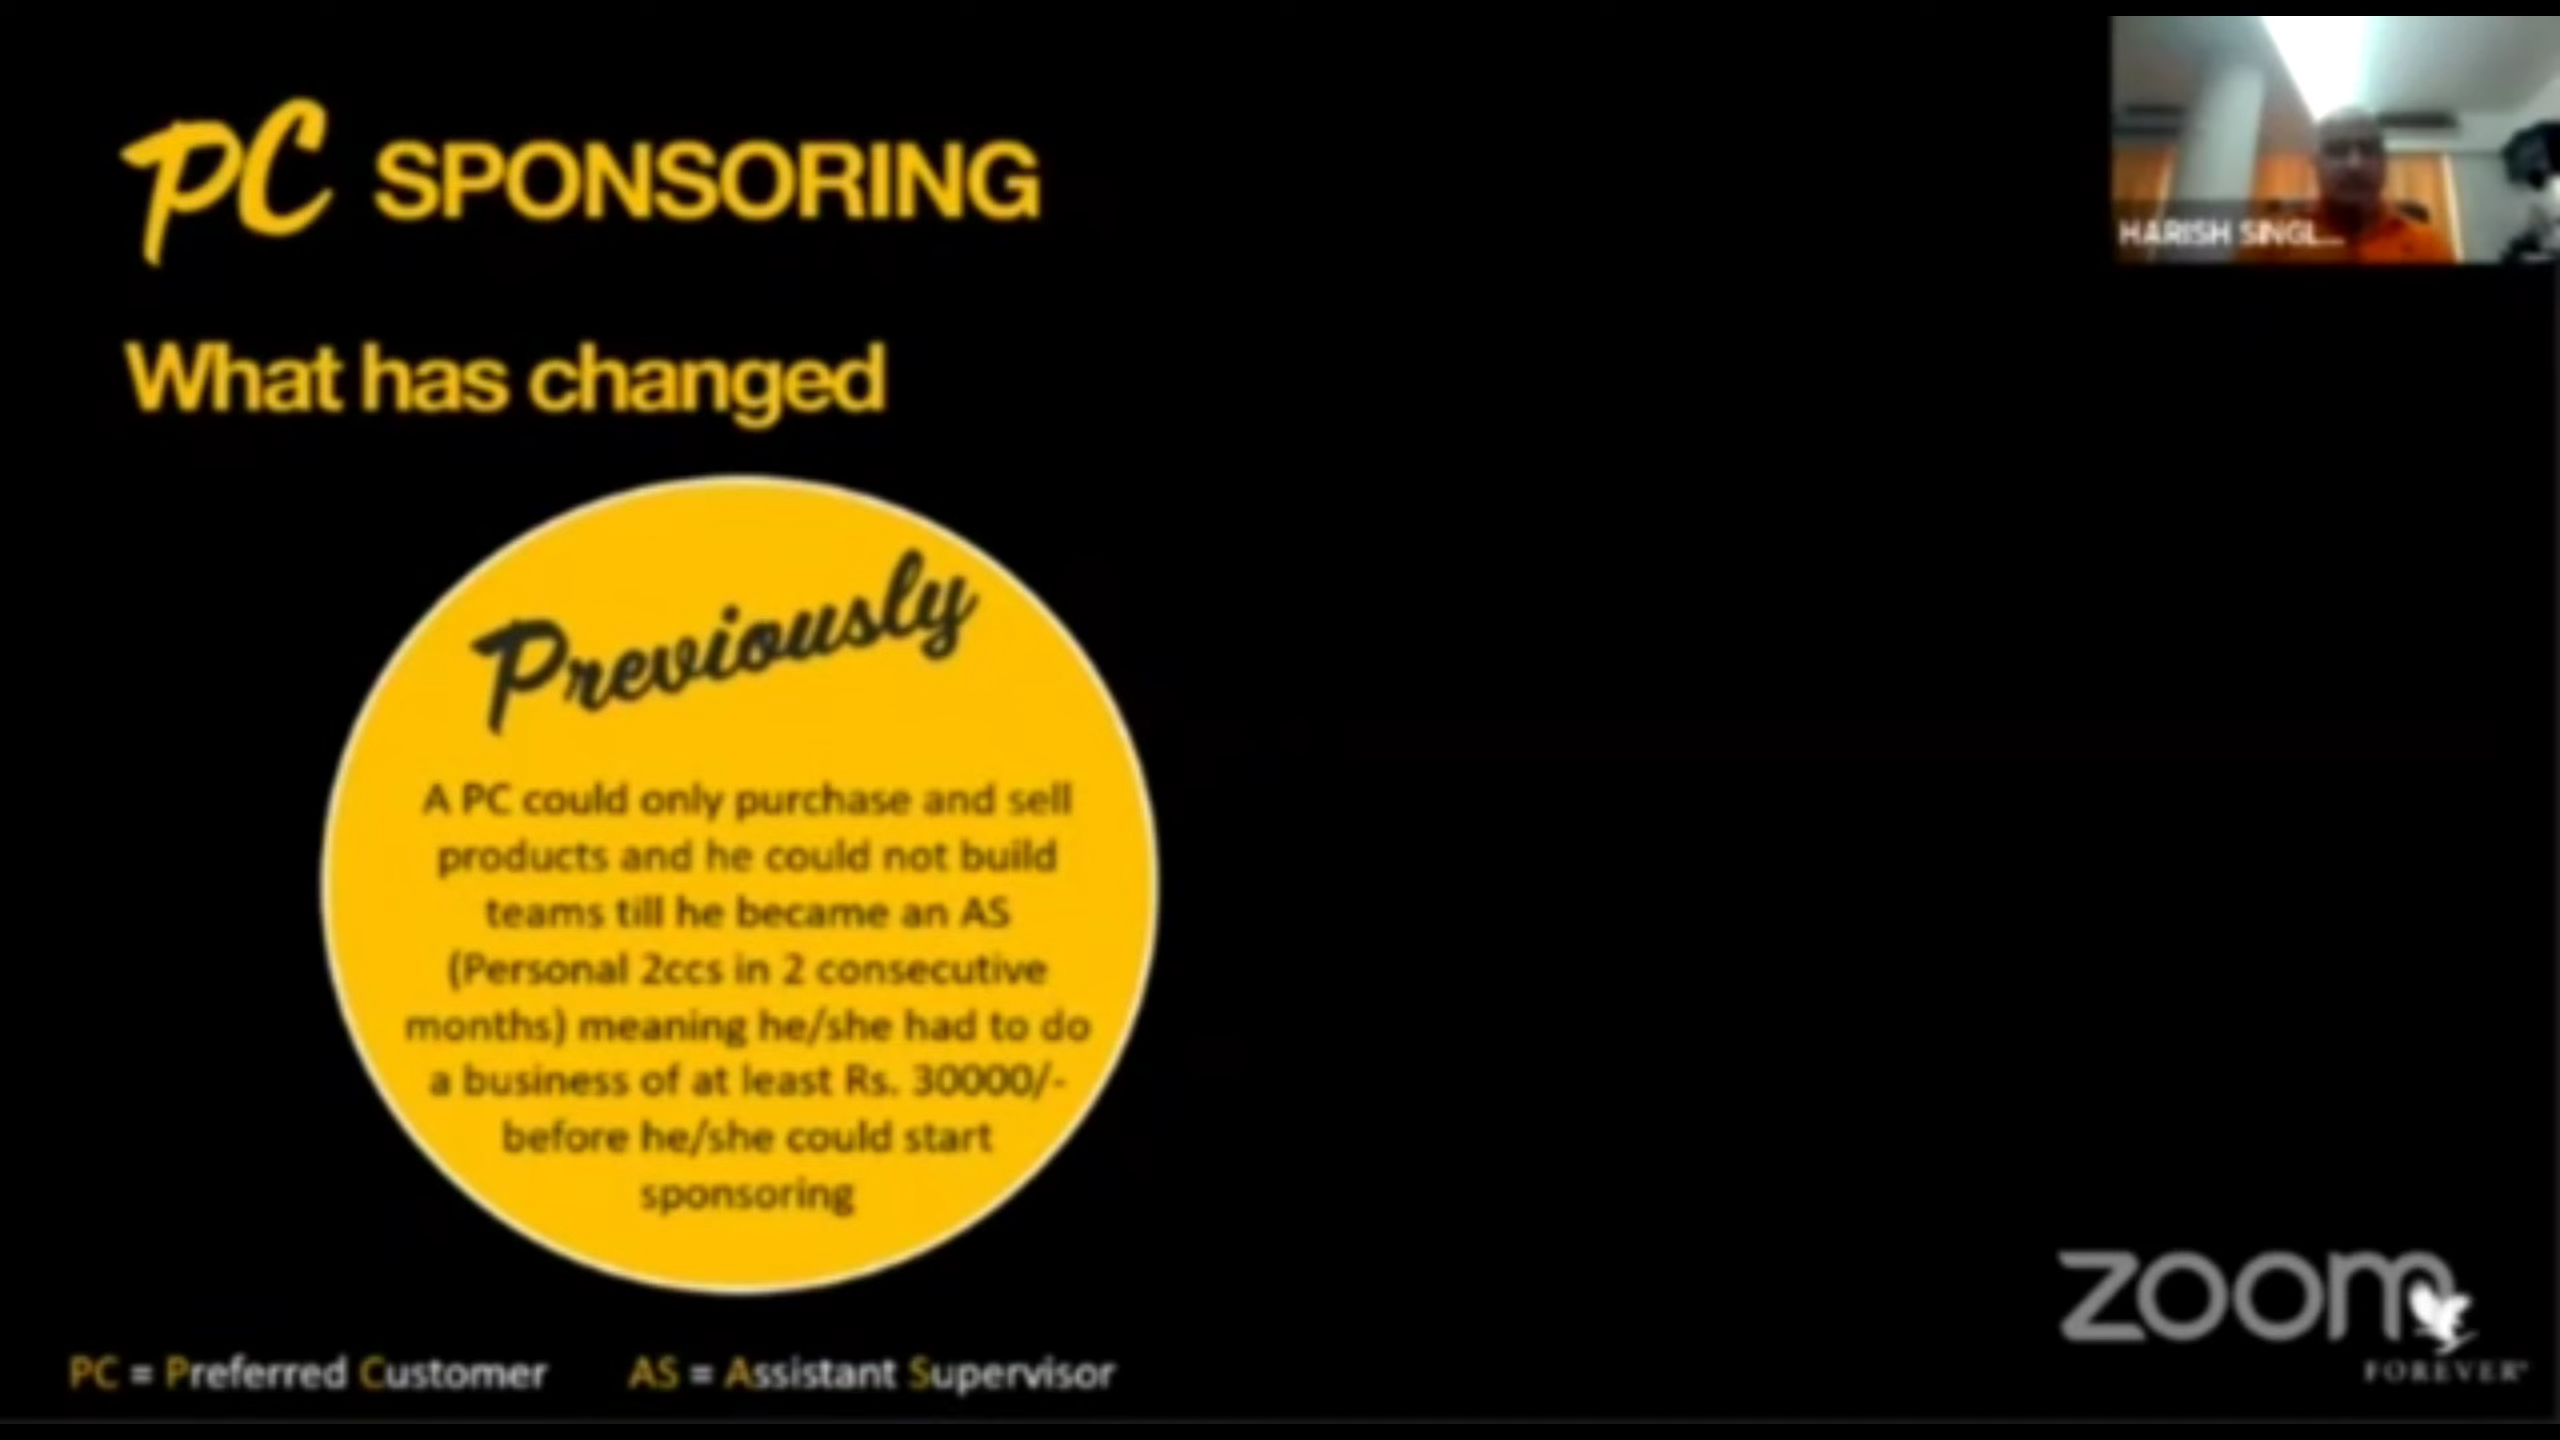 PC SPONSORING
HARISH SINGL...
What has changed
Previously
A PC could only purchase and sell
products and he could not build
teams till he became an AS
(Personal 2ccs in 2 consecutive
months) meaning he/she had to do
a business of at least Rs. 30000/-
before he/she could start
sponsoring
zoom
FOREVER®
PC = Preferred Customer AS = Assistant Supervisor